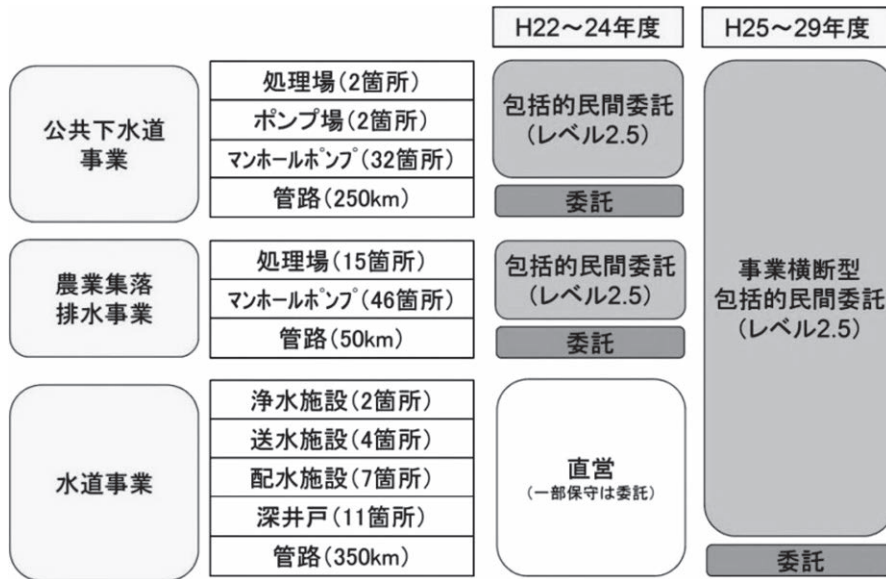 H22～24年度
H25～29年度
公共下水道
事業
処理場(2箇所)
ポンプ場(2箇所)
マンホールポンプ(32箇所)
管路(250km)
包括的民間委託
(レベル2.5)
委託
農業集落
排水事業
処理場(15箇所)
マンホールポンプ(46箇所)
管路(50km)
包括的民間委託
(レベル2.5)
委託
水道事業
浄水施設(2箇所)
送水施設(4箇所)
配水施設(7箇所)
深井戸(11箇所)
管路(350km)
直営
(一部保守は委託)
事業横断型
包括的民間委託
(レベル2.5)
委託